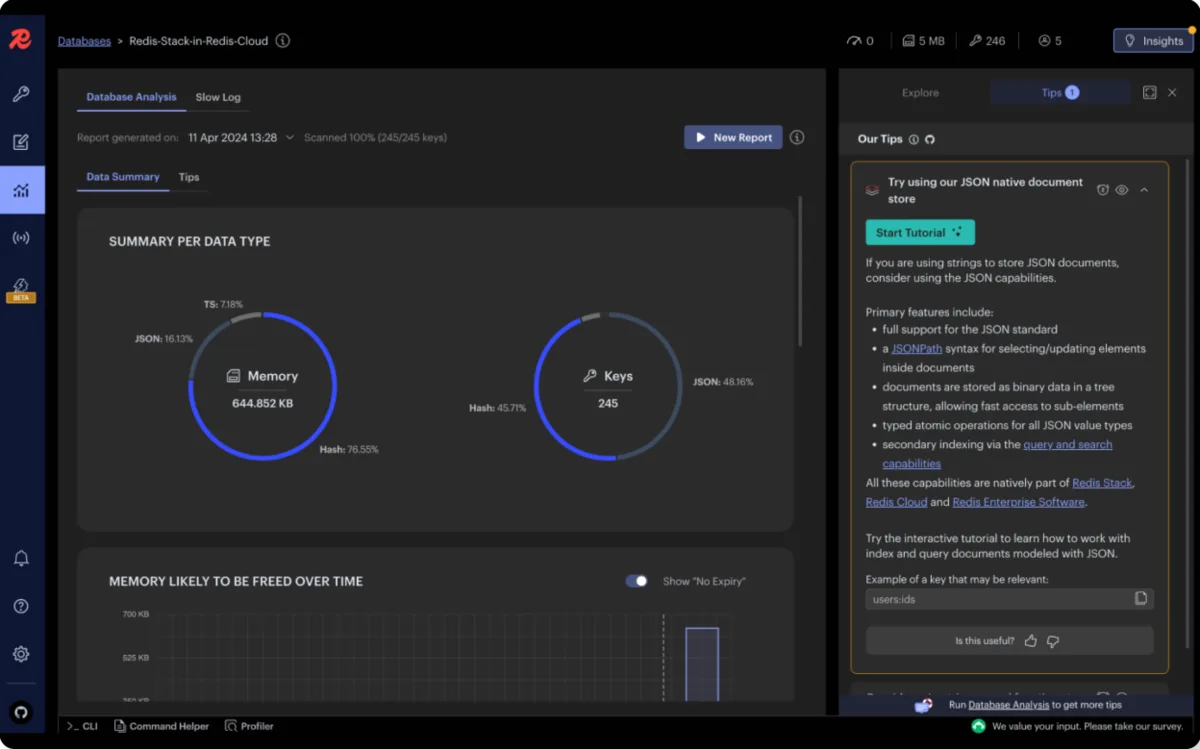 Databases > Redis-Stack-in-Redis-Cloud
0
5 MB
246
5
Insights
Database Analysis
Slow Log
Report generated on: 11 Apr 2024 13:28 Scanned 100% (245/245 keys)
New Report
Data Summary
Tips
SUMMARY PER DATA TYPE
TS: 7.18%
JSON: 16.13%
Memory
644.852 KB
Hash: 76.55%
Keys
245
JSON: 48.16%
Hash: 45.71%
MEMORY LIKELY TO BE FREED OVER TIME
Show "No Expiry"
700 KB
525 KB
BETA
>_ CLI
Command Helper
Profiler
Explore
Tips 1
Our Tips
Try using our JSON native document
store
Start Tutorial
If you are using strings to store JSON documents,
consider using the JSON capabilities.
Primary features include:
• full support for the JSON standard
• a JSONPath syntax for selecting/updating elements
inside documents
• documents are stored as binary data in a tree
structure, allowing fast access to sub-elements
• typed atomic operations for all JSON value types
• secondary indexing via the query and search
capabilities
All these capabilities are natively part of Redis Stack,
Redis Cloud and Redis Enterprise Software.
Try the interactive tutorial to learn how to work with
index and query documents modeled with JSON.
Example of a key that may be relevant:
users:ids
Is this useful?
Run Database Analysis to get more tips
We value your input. Please take our survey.